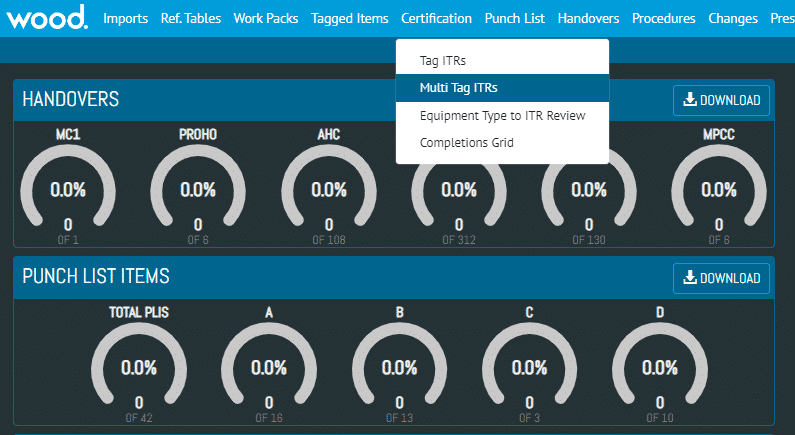 wood. Imports Ref. Tables Work Packs Tagged Items Certification Punch List Handovers Procedures Changes Pres
Tag ITRs
Multi Tag ITRs
Equipment Type to ITR Review
Completions Grid
HANDOVERS DOWNLOAD
MC1 PROHO AHC MPCC
0.0% 0.0% 0.0% 0.0% 0.0% 0.0%
0 0 0 0 0 0
OF 1 OF 6 OF 108 OF 312 OF 130 OF 6
PUNCH LIST ITEMS DOWNLOAD
TOTAL PLIS A B C D
0.0% 0.0% 0.0% 0.0% 0.0%
0 0 0 0 0
OF 42 OF 16 OF 13 OF 3 OF 10